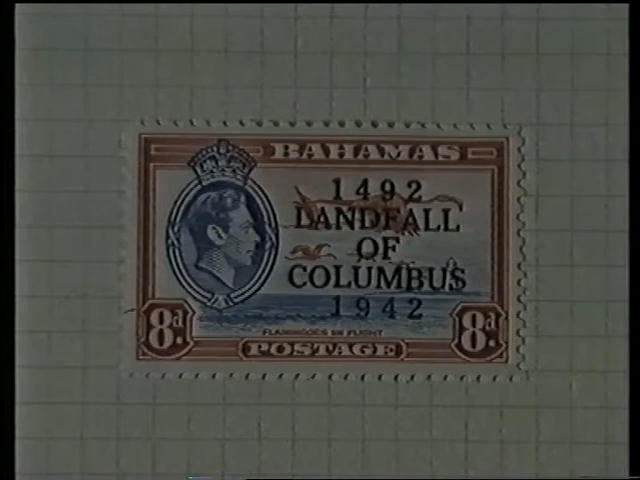 BAHAMAS
1492
LANDFALL
OF
COLUMBUS
1942
8d.
8d.
FLAMINGOES IN FLIGHT
POSTAGE